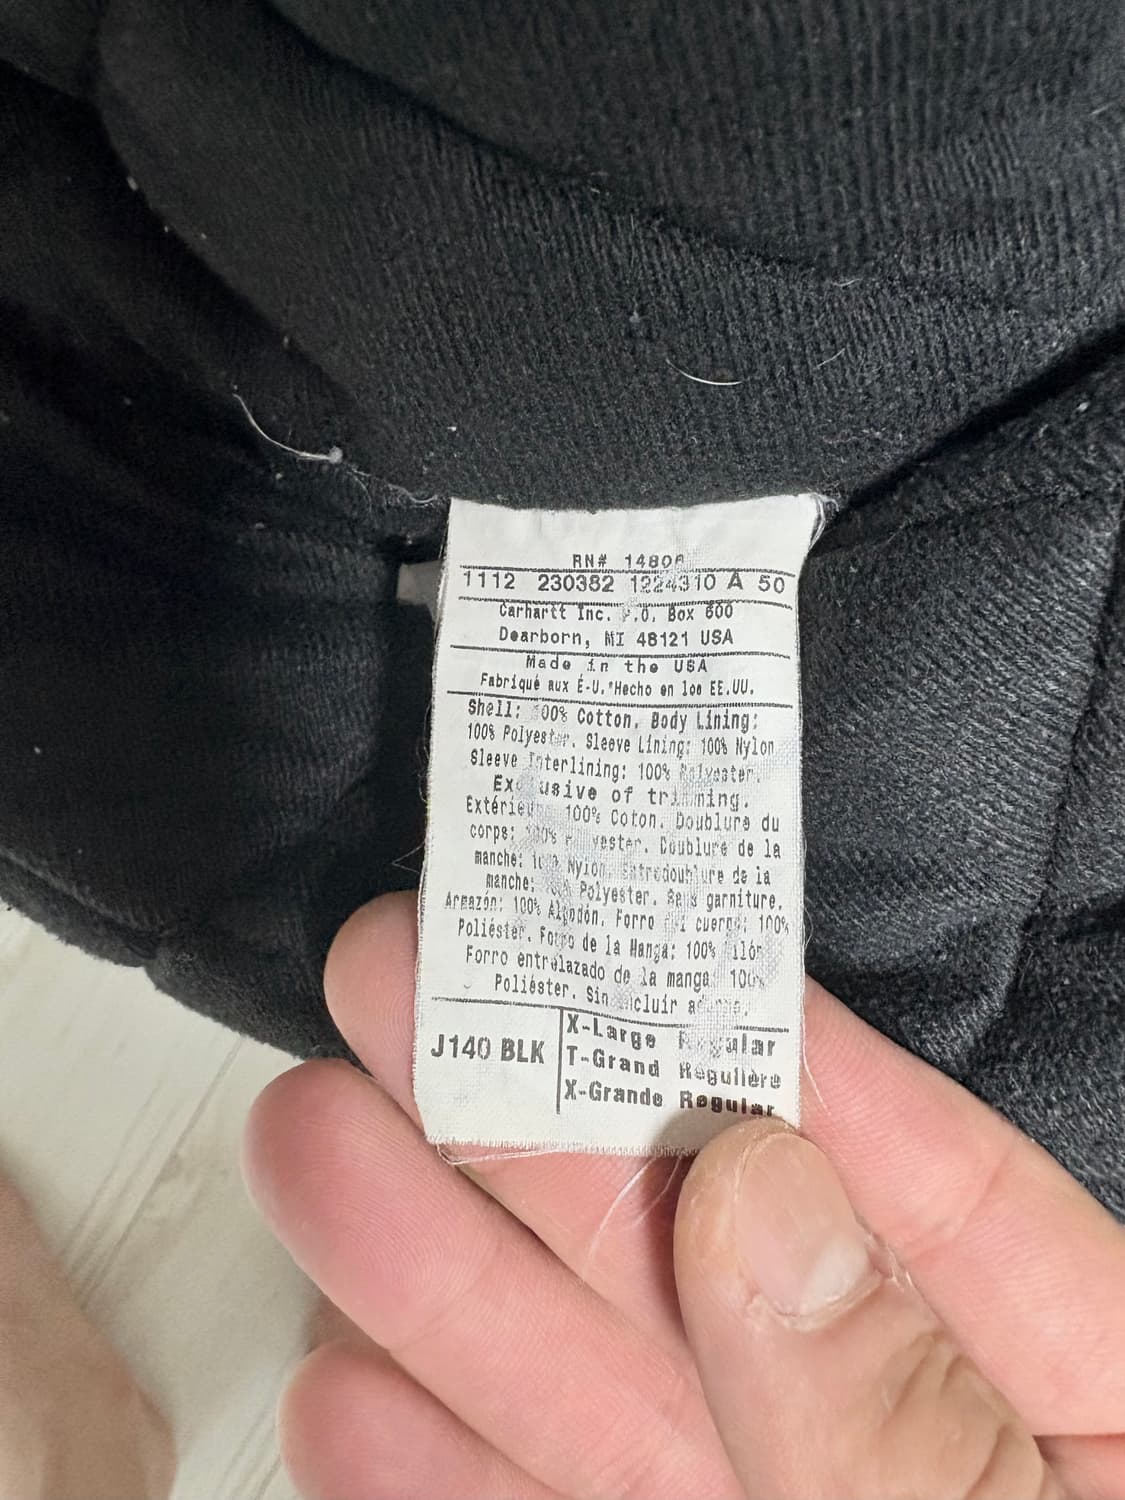 RN# 14806
1112 230382 1224310 A 50
Carhartt Inc. P.O. Box 600
Dearborn, MI 48121 USA
Made in the USA
Fabriqué aux É-U.*Hecho en los EE.UU.
Shell: 100% Cotton. Body Lining:
100% Polyester. Sleeve Lining: 100% Nylon
Sleeve Interlining: 100% Polyester.
Exclusive of trimming.
Extérieur 100% Coton. Doublure du
corps: 100% Polyester. Doublure de la
manche: 100% Nylon. Entredoublure de la
manche: 100% Polyester. Sans garniture.
Armazón: 100% Algodón. Forro del cuerpo: 100%
Poliéster. Forro de la Manga: 100% Nilón
Forro entrelazado de la manga 100%
Poliéster. Sin incluir adornos.
J140 BLK
X-Large Regular
T-Grand Régulière
X-Grande Regular